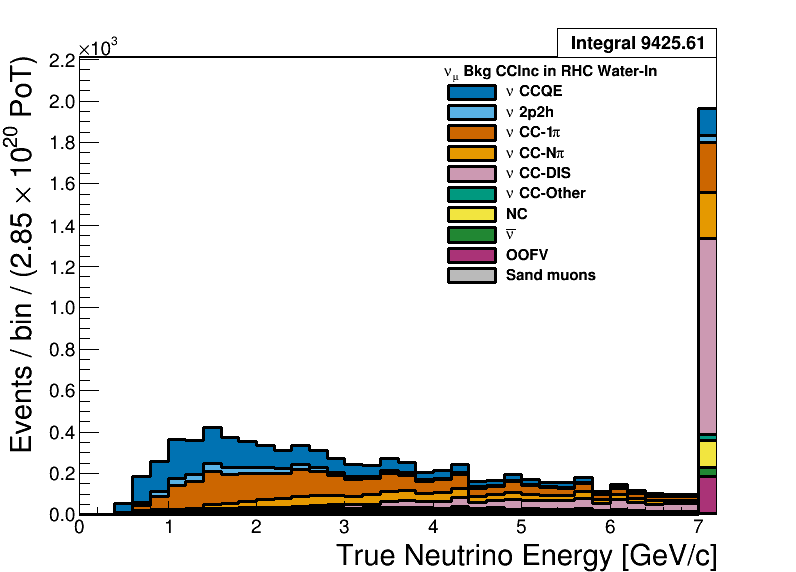 Integral 9425.61
×10³
ν_μ Bkg CCInc in RHC Water-In
ν CCQE
ν 2p2h
ν CC-1π
ν CC-Nπ
ν CC-DIS
ν CC-Other
NC
ν̅
OOFV
Sand muons
Events / bin / (2.85 × 10²⁰ PoT)
2.2
2.0
1.8
1.6
1.4
1.2
1.0
0.8
0.6
0.4
0.2
0.0
0 1 2 3 4 5 6 7
True Neutrino Energy [GeV/c]